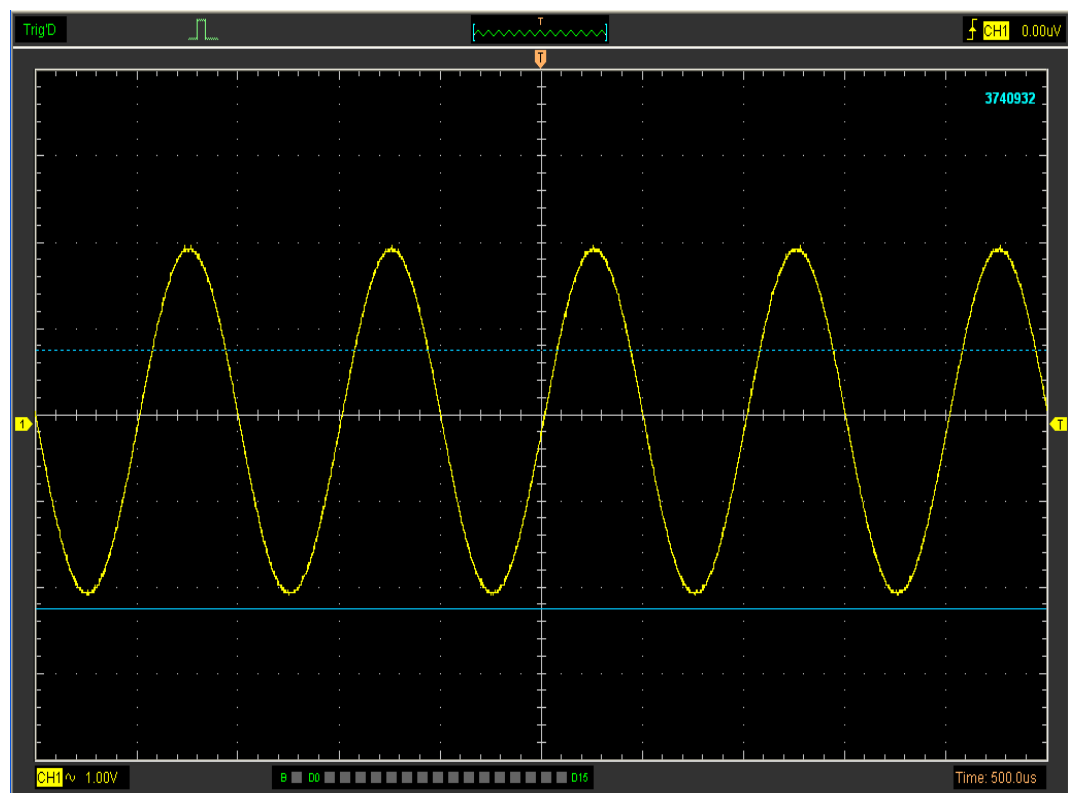 Trig'D
T
CH1 0.00uV
T
3740932
1
T
CH1 1.00V
B D0 D15
Time: 500.0us